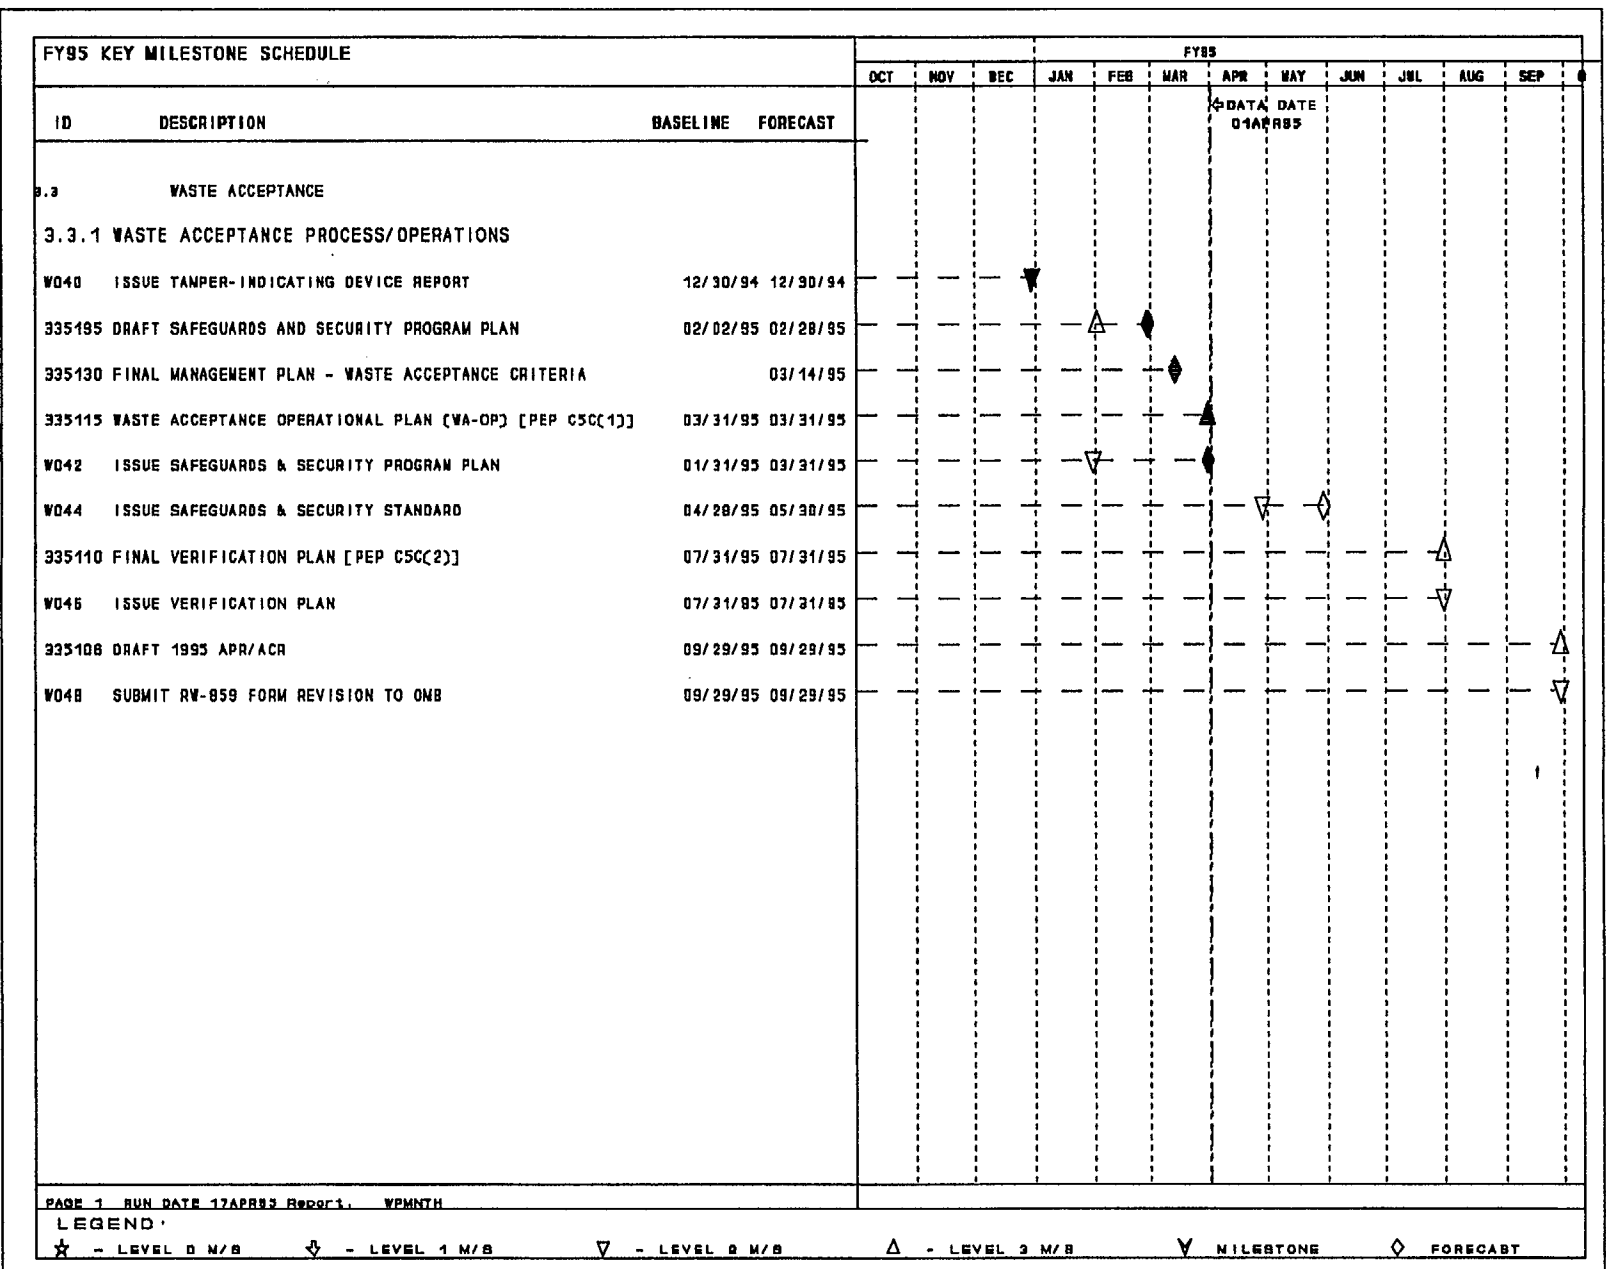 FY95 KEY MILESTONE SCHEDULE
FY95
OCT NOV DEC JAN FEB MAR APR MAY JUN JUL AUG SEP O
DATA DATE
01APR95
ID DESCRIPTION BASELINE FORECAST
3.3 WASTE ACCEPTANCE
3.3.1 WASTE ACCEPTANCE PROCESS/OPERATIONS
W040 ISSUE TAMPER-INDICATING DEVICE REPORT 12/30/94 12/30/94
335195 DRAFT SAFEGUARDS AND SECURITY PROGRAM PLAN 02/02/95 02/28/95
335130 FINAL MANAGEMENT PLAN - WASTE ACCEPTANCE CRITERIA 03/14/95
335115 WASTE ACCEPTANCE OPERATIONAL PLAN (WA-OP) [PEP C5C(1)] 03/31/95 03/31/95
W042 ISSUE SAFEGUARDS & SECURITY PROGRAM PLAN 01/31/95 03/31/95
W044 ISSUE SAFEGUARDS & SECURITY STANDARD 04/28/95 05/30/95
335110 FINAL VERIFICATION PLAN [PEP C5C(2)] 07/31/95 07/31/95
W046 ISSUE VERIFICATION PLAN 07/31/95 07/31/95
335108 DRAFT 1995 APR/ACR 09/29/95 09/29/95
W048 SUBMIT RW-859 FORM REVISION TO OMB 09/29/95 09/29/95
PAGE 1 RUN DATE 17APR95 Report, WPMNTH
LEGEND
- LEVEL 0 M/S - LEVEL 1 M/S - LEVEL 2 M/S - LEVEL 3 M/S MILESTONE FORECAST